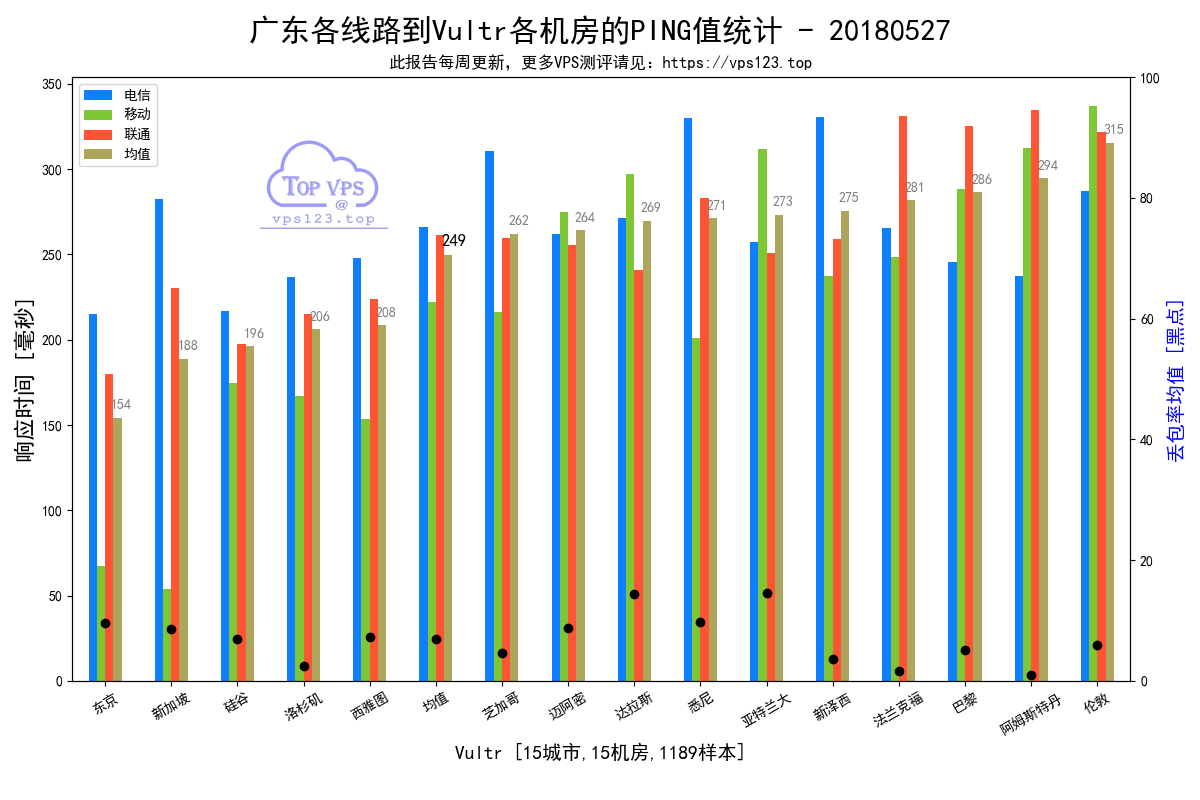 广东各线路到Vultr各机房的PING值统计 - 20180527
此报告每周更新，更多VPS测评请见：https://vps123.top
电信
移动
联通
均值
TOP VPS
@
vps123.top
响应时间 [毫秒]
350
300
250
200
150
100
50
0
154
188
196
206
208
249
262
264
269
271
273
275
281
286
294
315
100
80
60
40
20
0
丢包率均值 [黑点]
东京
新加坡
硅谷
洛杉矶
西雅图
均值
芝加哥
迈阿密
达拉斯
悉尼
亚特兰大
新泽西
法兰克福
巴黎
阿姆斯特丹
伦敦
Vultr [15城市,15机房,1189样本]